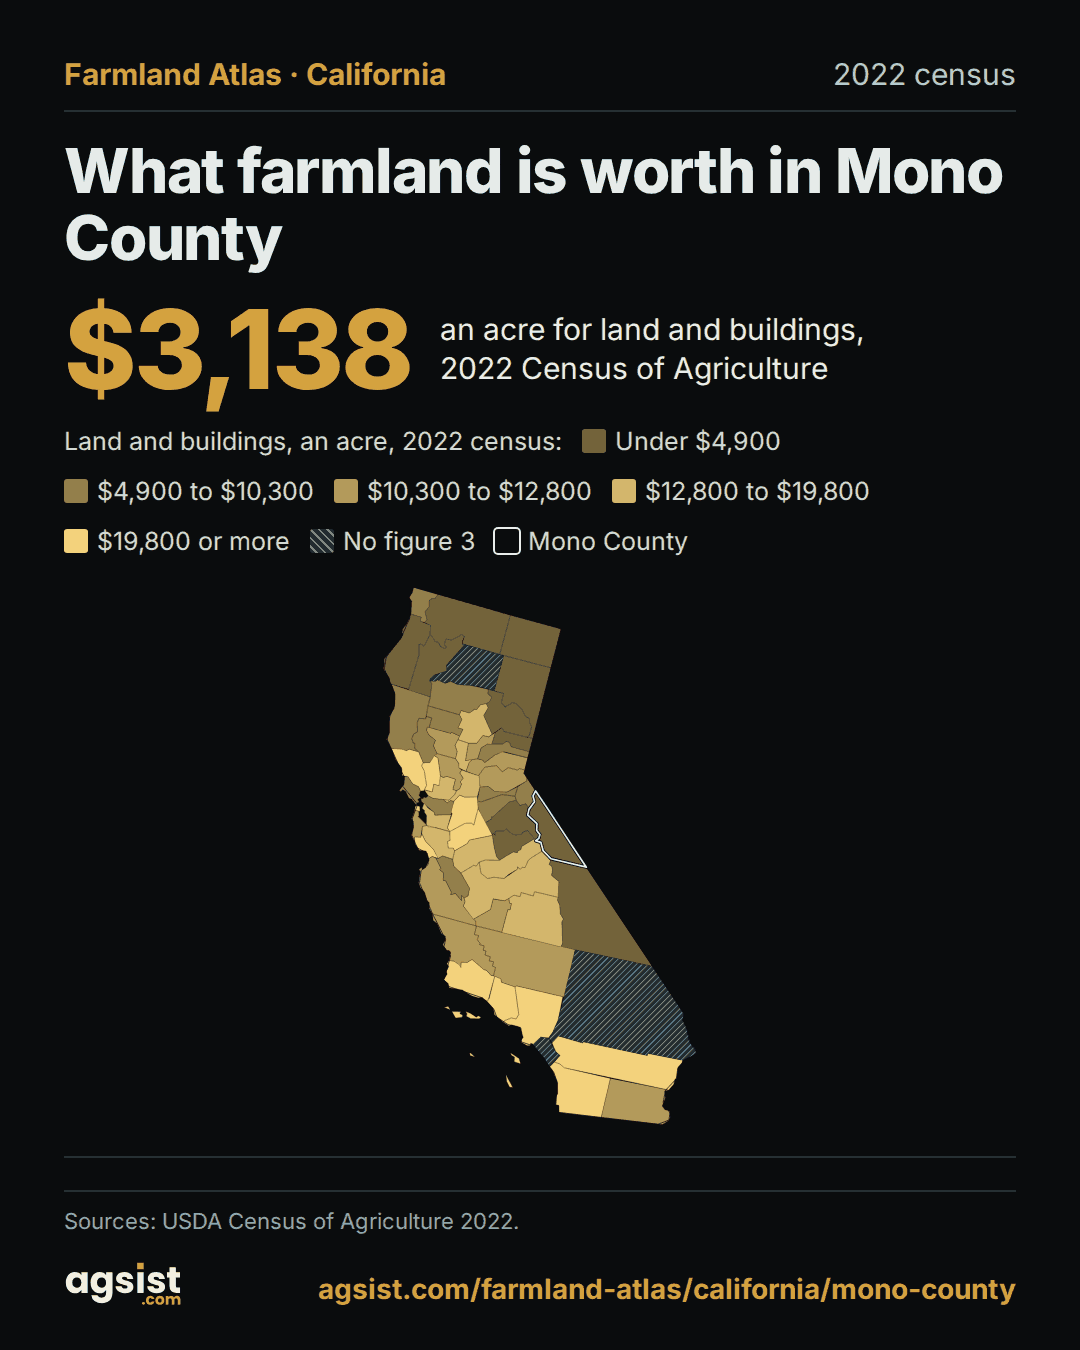 Farmland Atlas · California
2022 census
What farmland is worth in Mono
County
$3,138
an acre for land and buildings,
2022 Census of Agriculture
Land and buildings, an acre, 2022 census:
Under $4,900
$4,900 to $10,300
$10,300 to $12,800
$12,800 to $19,800
$19,800 or more
No figure 3
Mono County
Sources: USDA Census of Agriculture 2022.
agsist
.com
agsist.com/farmland-atlas/california/mono-county